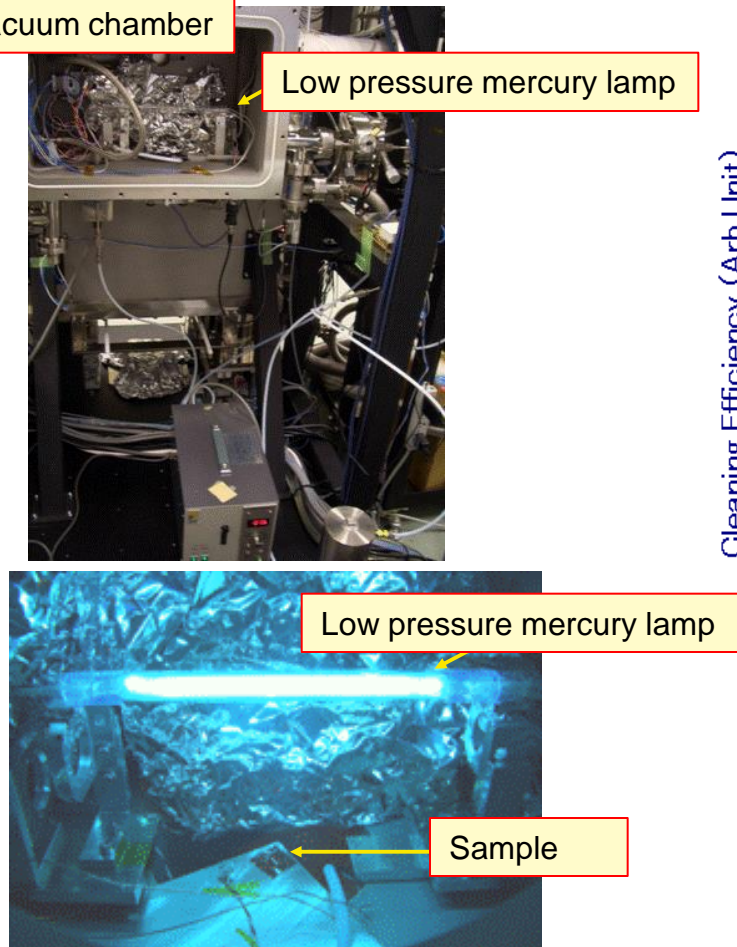 acuum chamber
Low pressure mercury lamp
Cleaning Efficiency (Arb Unit)
Low pressure mercury lamp
Sample